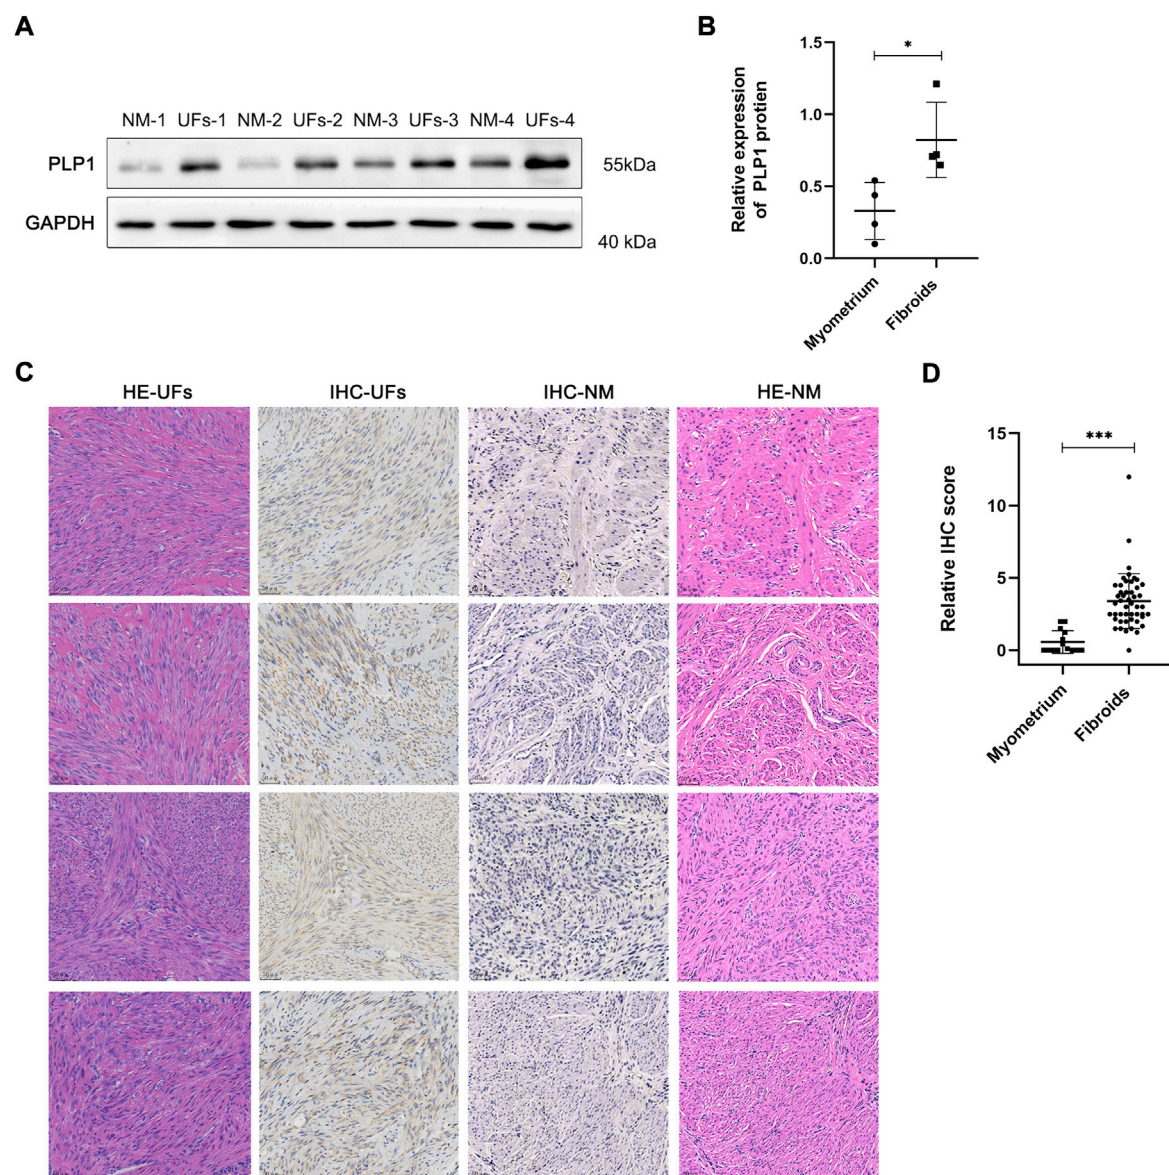 A
NM-1 UFs-1 NM-2 UFs-2 NM-3 UFs-3 NM-4 UFs-4
PLP1
55kDa
GAPDH
40 kDa
B
Relative expression
of PLP1 protien
1.5
1.0
0.5
0.0
*
Myometrium
Fibroids
C
HE-UFs
IHC-UFs
IHC-NM
HE-NM
D
Relative IHC score
15
10
5
0
***
Myometrium
Fibroids